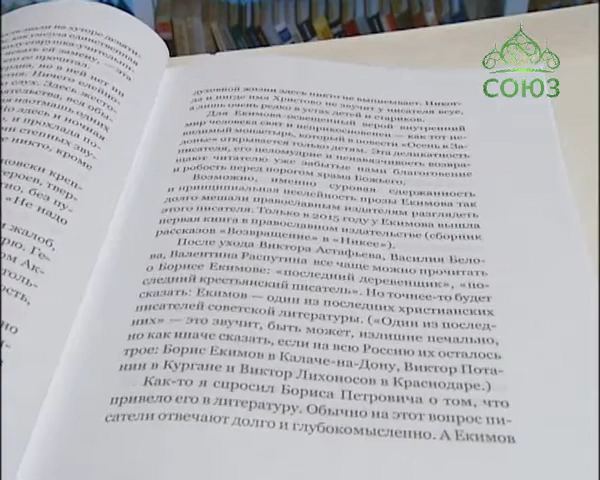 СОЮЗ
духовной жизни здесь никто не выпячивает. Никог-
да и нигде имя Христово не звучит у писателя всуе,
а лишь очень редко в устах детей и стариков.
Для Екимова освещенный верой внутренний
мир человека свят и неприкосновенен — как тот не-
видимый монастырь, который в повести «Осень в За-
донье» открывается только детям. Эта деликатность
прозы, его целомудрие и ненавязчивость возвра-
щают читателю уже забытые нами благоговение
и робость перед порогом храма Божьего.
Возможно, именно суровая сдержанность
и принципиальная неелейность прозы Екимова так
долго мешали православным издателям разглядеть
этого писателя. Только в 2015 году у Екимова вышла
первая книга в православном издательстве (сборник
рассказов «Возвращение» в «Никее»).
После ухода Виктора Астафьева, Василия Бело-
ва, Валентина Распутина все чаще можно прочитать
о Борисе Екимове: «последний деревенщик», «по-
следний крестьянский писатель». Но точнее-то будет
сказать: Екимов — один из последних христианских
писателей советской литературы. («Один из послед-
них» — это звучит, быть может, излишне печально,
но как иначе сказать, если на всю Россию их осталось
трое: Борис Екимов в Калаче-на-Дону, Виктор Пота-
нин в Кургане и Виктор Лихоносов в Краснодаре.)
Как-то я спросил Бориса Петровича о том, что
привело его в литературу. Обычно на этот вопрос пи-
сатели отвечают долго и глубокомысленно. А Екимов